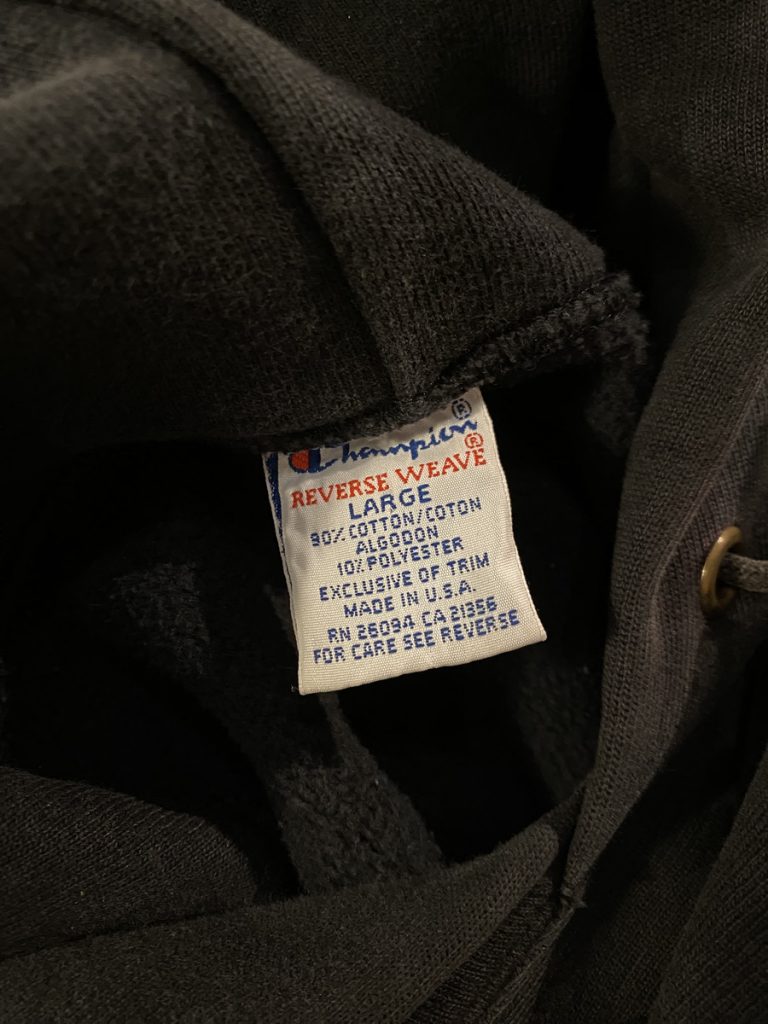 Champion®
REVERSE WEAVE®
LARGE
90% COTTON/COTON
ALGODON
10% POLYESTER
EXCLUSIVE OF TRIM
MADE IN U.S.A.
RN 26094 CA 21356
FOR CARE SEE REVERSE